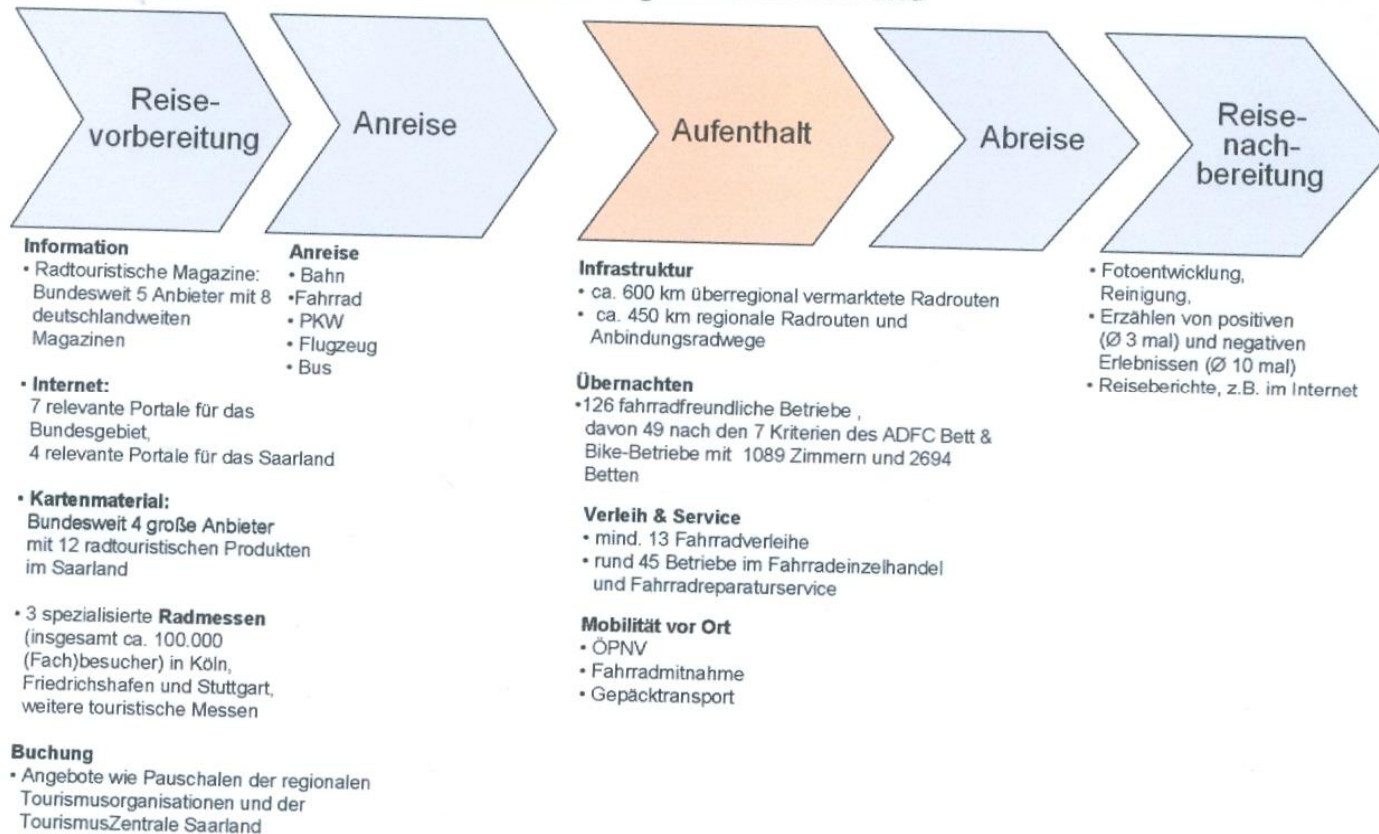 Reise-
vorbereitung
Anreise
Aufenthalt
Abreise
Reise-
nach-
bereitung
Information
• Radtouristische Magazine:
Bundesweit 5 Anbieter mit 8
deutschlandweiten
Magazinen
• Internet:
7 relevante Portale für das
Bundesgebiet,
4 relevante Portale für das Saarland
• Kartenmaterial:
Bundesweit 4 große Anbieter
mit 12 radtouristischen Produkten
im Saarland
• 3 spezialisierte Radmessen
(insgesamt ca. 100.000
(Fach)besucher) in Köln,
Friedrichshafen und Stuttgart,
weitere touristische Messen
Buchung
• Angebote wie Pauschalen der regionalen
Tourismusorganisationen und der
TourismusZentrale Saarland
Anreise
• Bahn
•Fahrrad
• PKW
• Flugzeug
• Bus
Infrastruktur
• ca. 600 km überregional vermarktete Radrouten
• ca. 450 km regionale Radrouten und
Anbindungsradwege
Übernachten
•126 fahrradfreundliche Betriebe ,
davon 49 nach den 7 Kriterien des ADFC Bett &
Bike-Betriebe mit 1089 Zimmern und 2694
Betten
Verleih & Service
• mind. 13 Fahrradverleihe
• rund 45 Betriebe im Fahrradeinzelhandel
und Fahrradreparaturservice
Mobilität vor Ort
• ÖPNV
• Fahrradmitnahme
• Gepäcktransport
• Fotoentwicklung,
Reinigung,
• Erzählen von positiven
(Ø 3 mal) und negativen
Erlebnissen (Ø 10 mal)
• Reiseberichte, z.B. im Internet